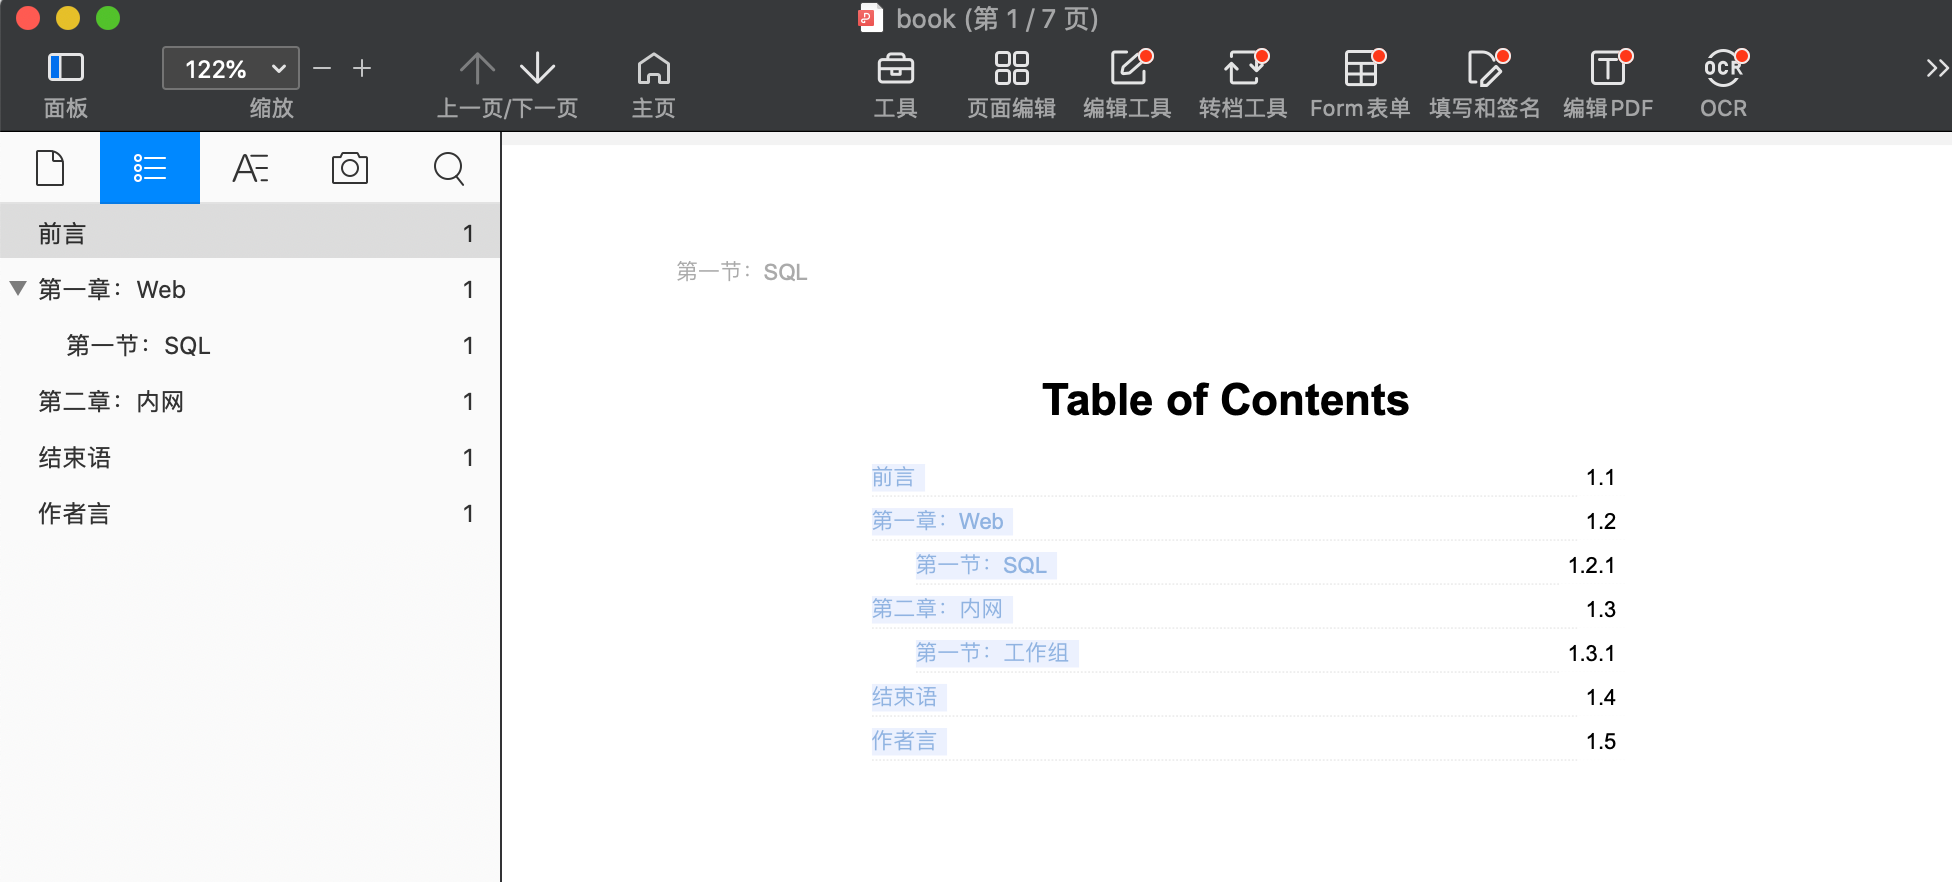 book (第 1 / 7 页)
122%
面板
缩放
上一页/下一页
主页
工具
页面编辑
编辑工具
转档工具
Form表单
填写和签名
编辑PDF
OCR
OCR
前言 1
第一章：Web 1
第一节：SQL 1
第二章：内网 1
结束语 1
作者言 1
第一节：SQL
Table of Contents
前言 1.1
第一章：Web 1.2
第一节：SQL 1.2.1
第二章：内网 1.3
第一节：工作组 1.3.1
结束语 1.4
作者言 1.5